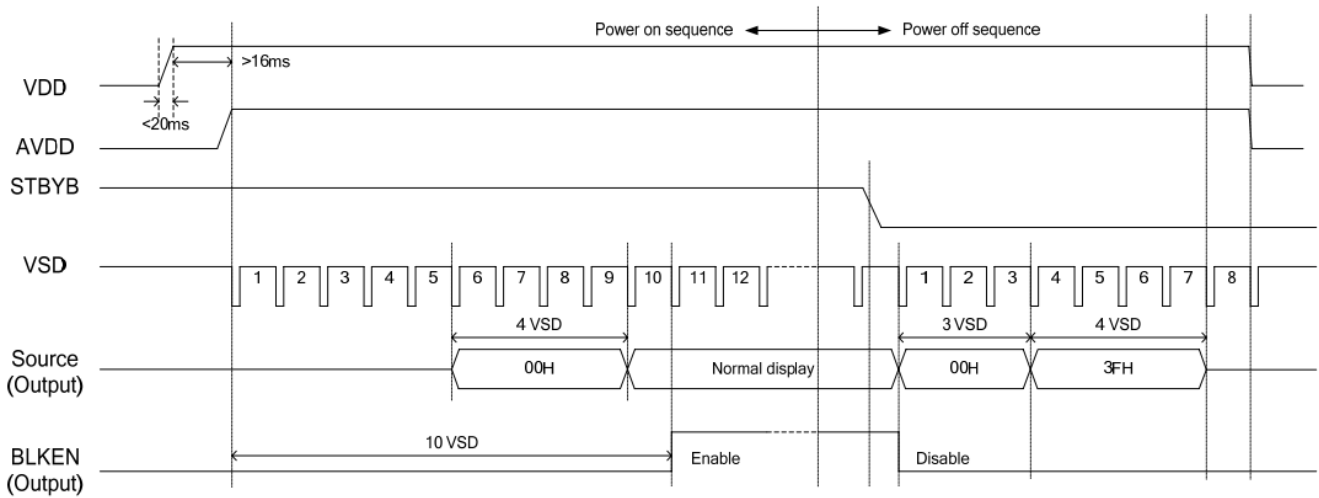 Power on sequence
Power off sequence
>16ms
VDD
<20ms
AVDD
STBYB
VSD
1 2 3 4 5 6 7 8 9 10 11 12 1 2 3 4 5 6 7 8
4 VSD
3 VSD
4 VSD
Source
(Output)
00H
Normal display
00H
3FH
10 VSD
BLKEN
(Output)
Enable
Disable